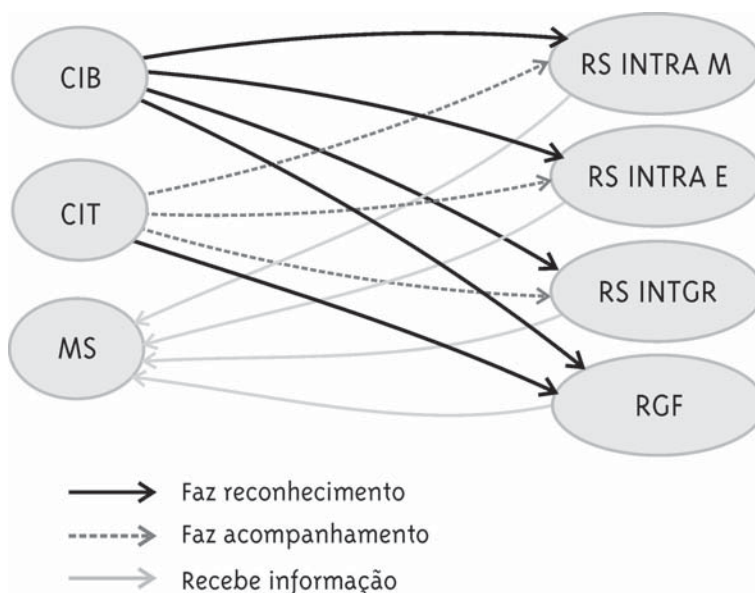 CIB
RS INTRA M
RS INTRA E
CIT
RS INTGR
MS
RGF
Faz reconhecimento
Faz acompanhamento
Recebe informação